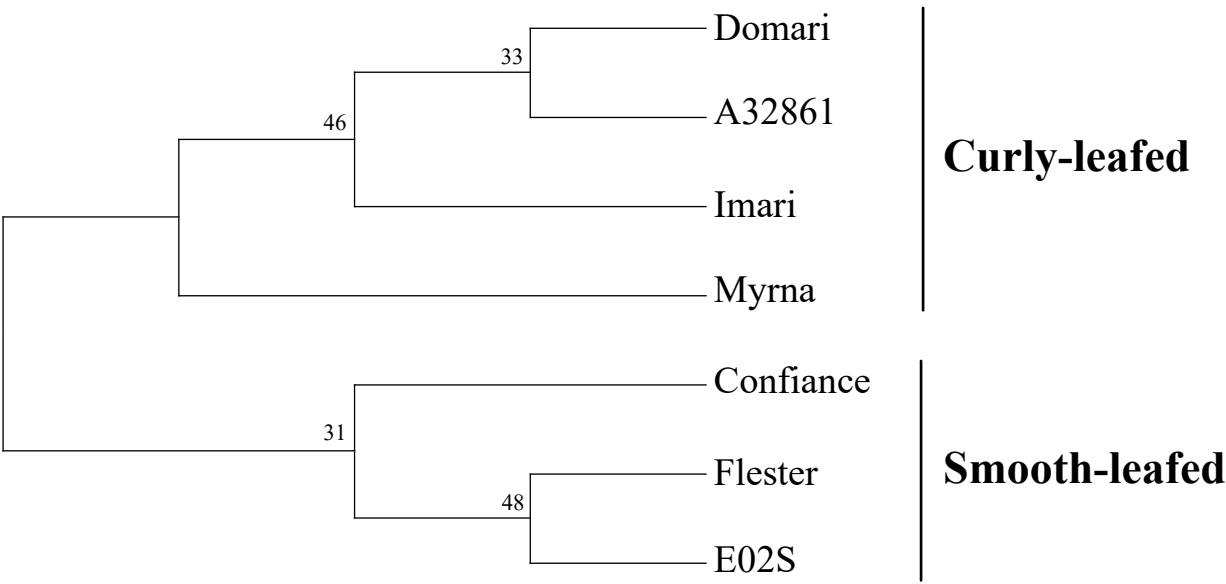 Domari
33
A32861
46
Curly-leafed
Imari
Myrna
Confiance
31
Flester
Smooth-leafed
48
E02S